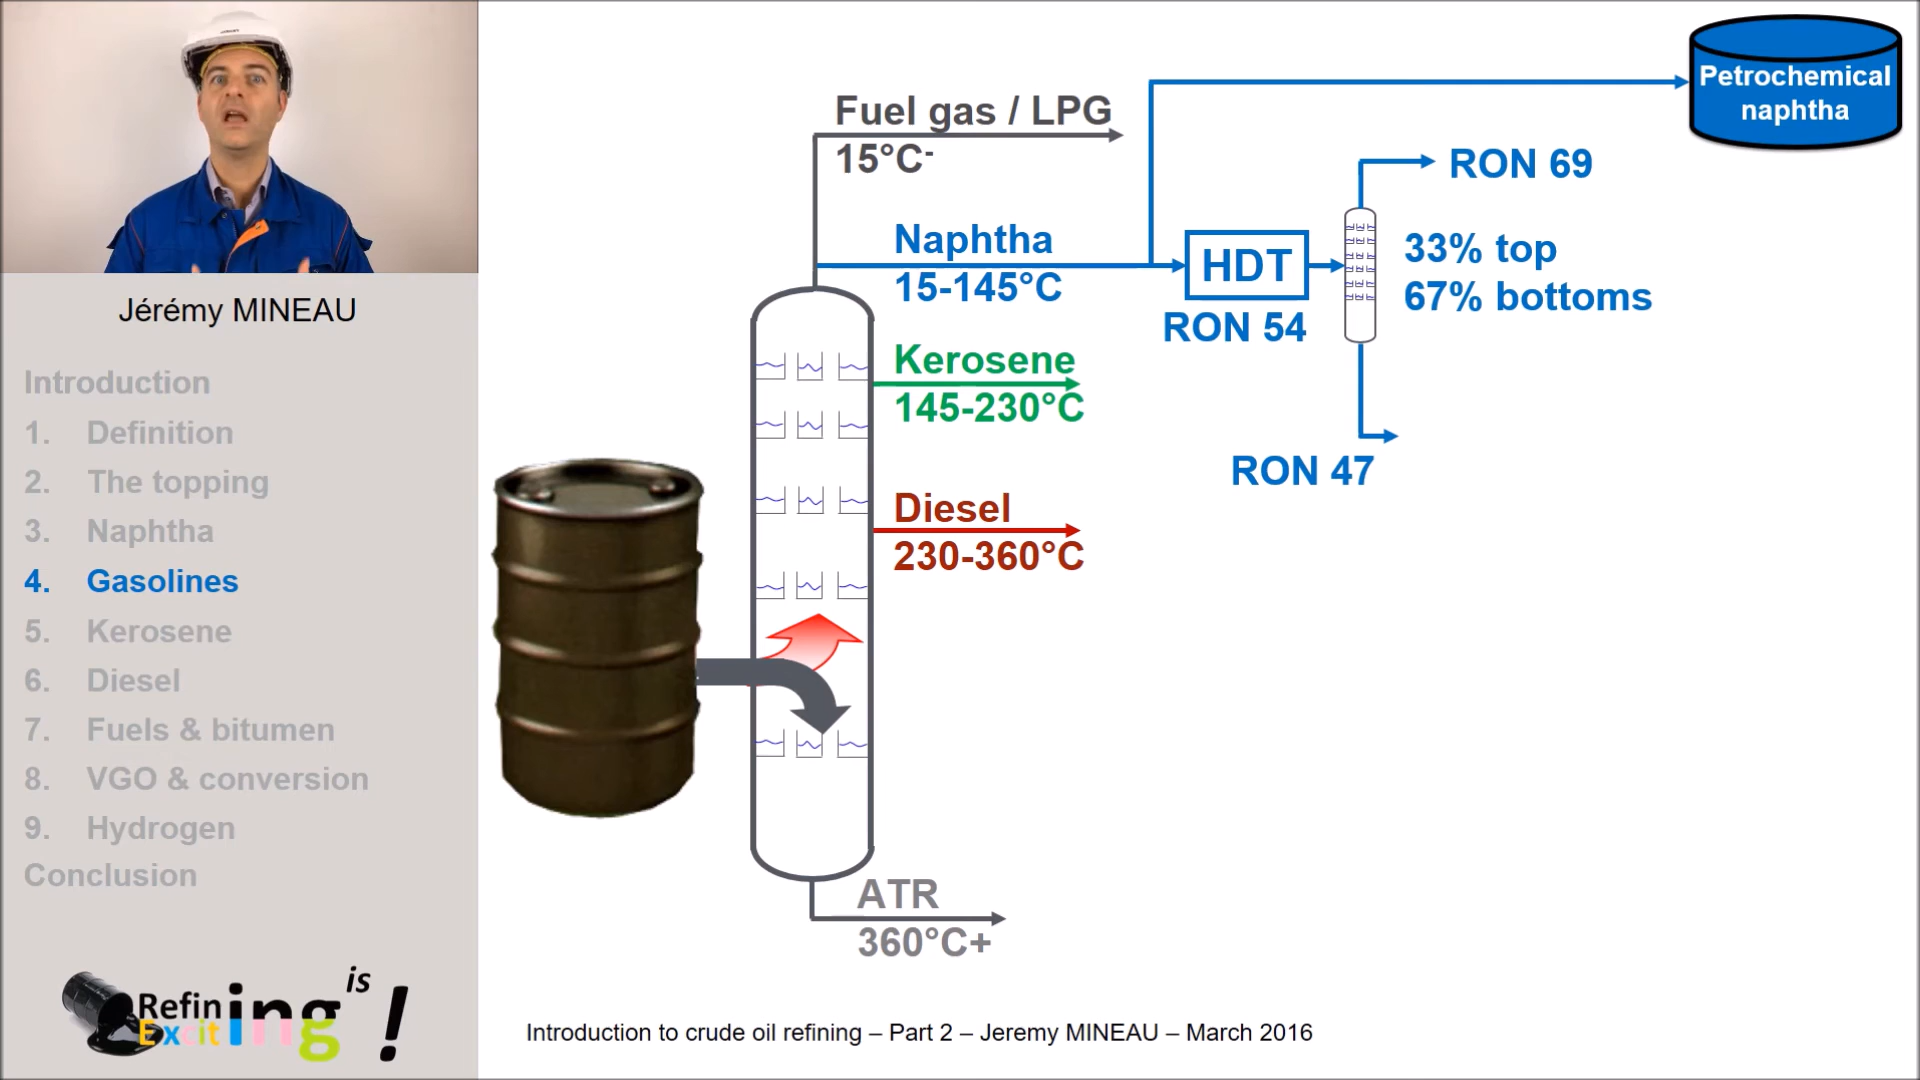 Jérémy MINEAU
Introduction
1. Definition
2. The topping
3. Naphtha
4. Gasolines
5. Kerosene
6. Diesel
7. Fuels & bitumen
8. VGO & conversion
9. Hydrogen
Conclusion
Refining is
Exciting !
Fuel gas / LPG
15°C-
Naphtha
15-145°C
Kerosene
145-230°C
Diesel
230-360°C
ATR
360°C+
HDT
RON 54
RON 69
33% top
67% bottoms
RON 47
Petrochemical
naphtha
Introduction to crude oil refining – Part 2 – Jeremy MINEAU – March 2016